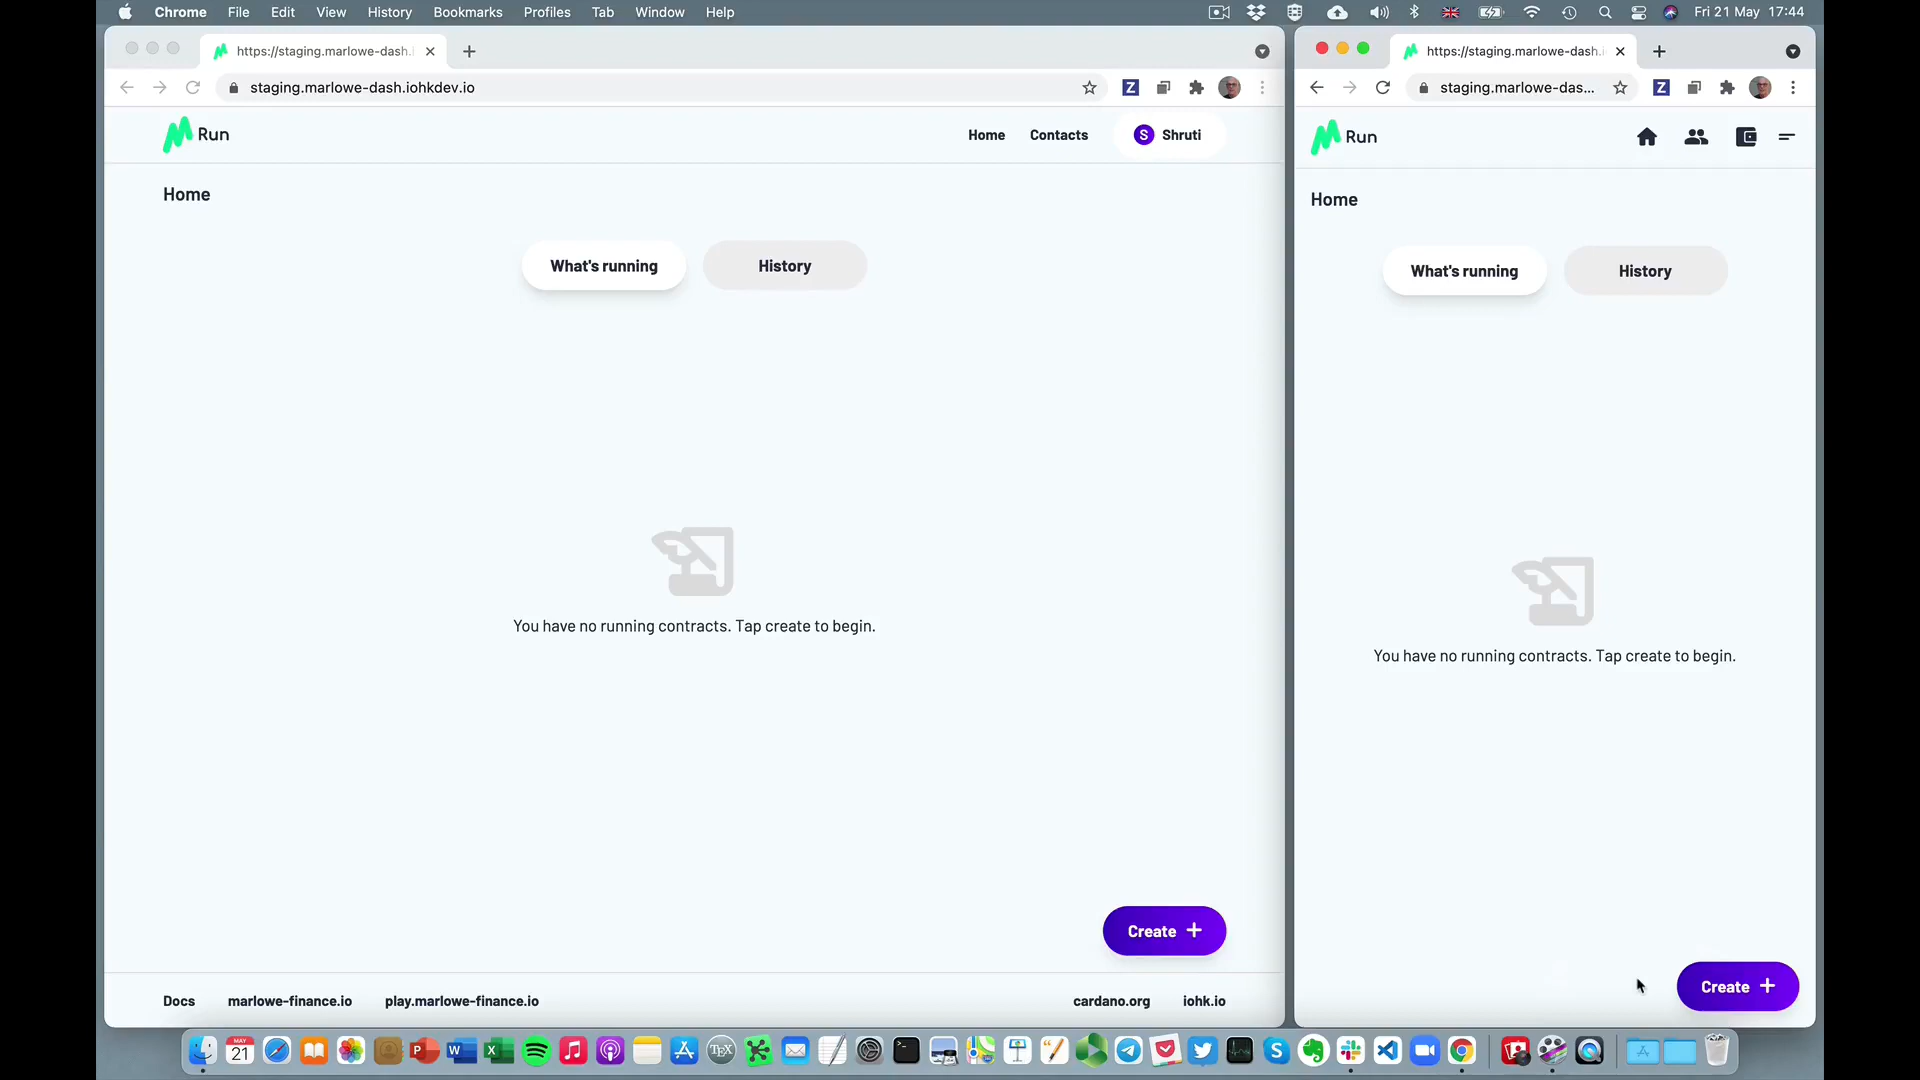 Chrome File Edit View History Bookmarks Profiles Tab Window Help Fri 21 May 17:44
https://staging.marlowe-dash.i
staging.marlowe-dash.iohkdev.io
Run
Home Contacts S Shruti
Home
What's running History
You have no running contracts. Tap create to begin.
Create +
Docs marlowe-finance.io play.marlowe-finance.io cardano.org iohk.io
https://staging.marlowe-dash.i
staging.marlowe-das...
Run
Home
What's running History
You have no running contracts. Tap create to begin.
Create +
MAY
21